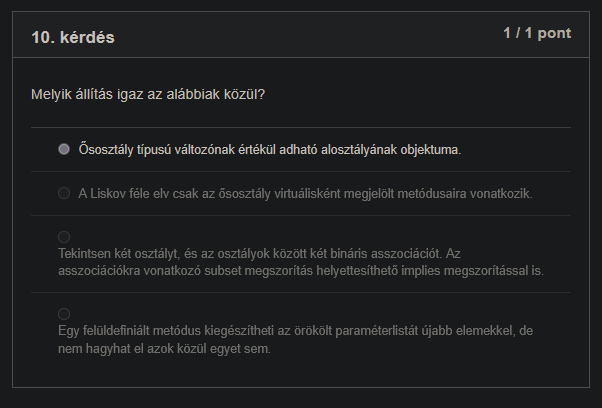 10. kérdés
1 / 1 pont
Melyik állítás igaz az alábbiak közül?
Ősosztály típusú változónak értékül adható alosztályának objektuma.
A Liskov féle elv csak az ősosztály virtuálisként megjelölt metódusaira vonatkozik.
Tekintsen két osztályt, és az osztályok között két bináris asszociációt. Az
asszociációkra vonatkozó subset megszorítás helyettesíthető implies megszorítással is.
Egy felüldefiniált metódus kiegészítheti az örökölt paraméterlistát újabb elemekkel, de
nem hagyhat el azok közül egyet sem.